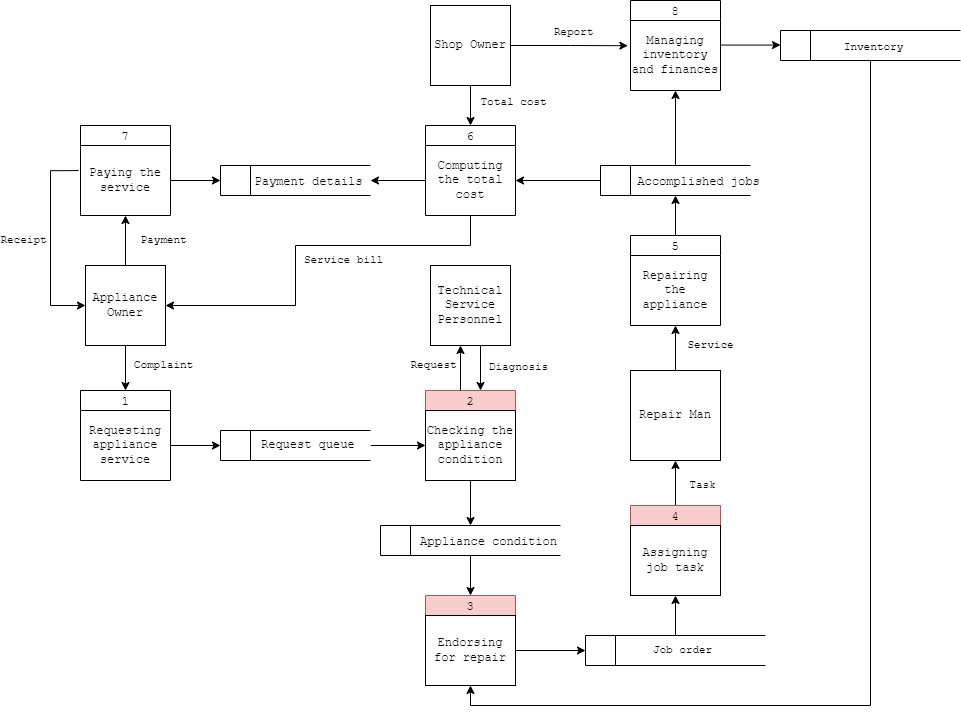 8
Shop Owner
Report
Managing
inventory
and finances
Inventory
Total cost
7
6
Paying the
service
Payment details
Computing
the total
cost
Accomplished jobs
Receipt
Payment
Service bill
5
Repairing
the
appliance
Appliance
Owner
Technical
Service
Personnel
Service
Complaint
Request
Diagnosis
1
2
Requesting
appliance
service
Request queue
Checking the
appliance
condition
Repair Man
Task
4
Appliance condition
Assigning
job task
3
Endorsing
for repair
Job order